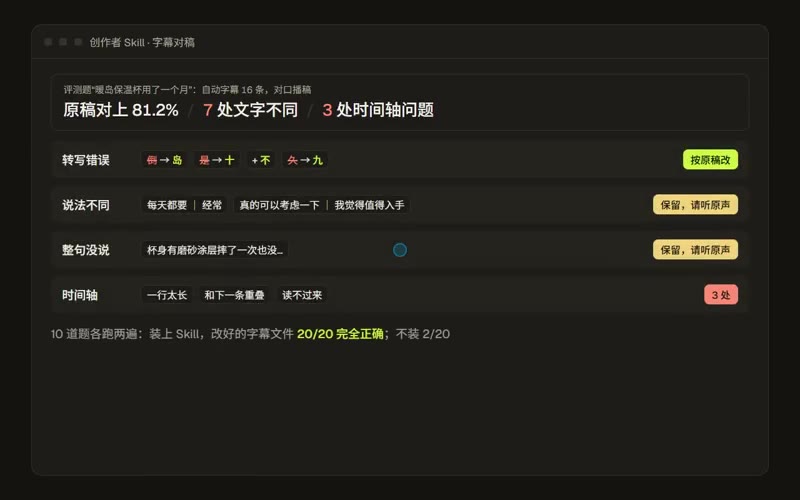 创作者 Skill · 字幕对稿
评测题“暖岛保温杯用了一个月”：自动字幕 16 条，对口播稿
原稿对上 81.2% / 7 处文字不同 / 3 处时间轴问题
转写错误 倒 → 岛 是 → 十 + 不 久 → 九 按原稿改
说法不同 每天都要 | 经常 真的可以考虑一下 | 我觉得值得入手 保留，请听原声
整句没说 杯身有磨砂涂层摔了一次也没… 保留，请听原声
时间轴 一行太长 和下一条重叠 读不过来 3 处
10 道题各跑两遍：装上 Skill，改好的字幕文件 20/20 完全正确；不装 2/20